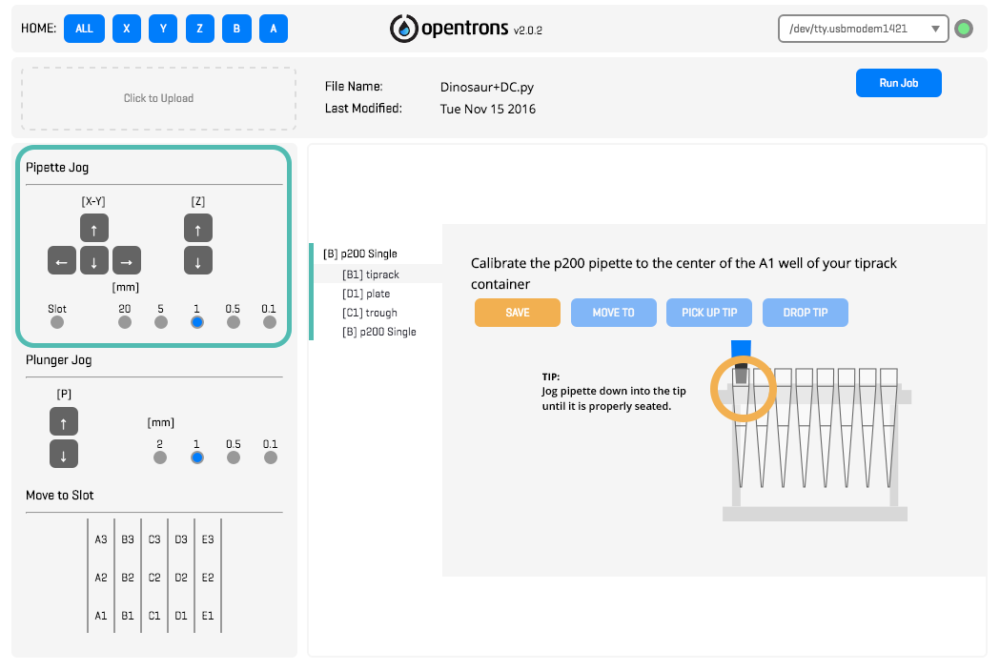 HOME: ALL X Y Z B A opentrons v2.0.2 /dev/tty.usbmodem1421 ▼
Click to Upload
File Name: Dinosaur+DC.py
Last Modified: Tue Nov 15 2016
Run Job
Pipette Jog
[X-Y] [Z]
↑ ↑
← ↓ → ↓
[mm]
Slot 20 5 1 0.5 0.1
Plunger Jog
[P]
↑
[mm]
2 1 0.5 0.1
↓
Move to Slot
A3 B3 C3 D3 E3
A2 B2 C2 D2 E2
A1 B1 C1 D1 E1
[B] p200 Single
[B1] tiprack
[D1] plate
[C1] trough
[B] p200 Single
Calibrate the p200 pipette to the center of the A1 well of your tiprack
container
SAVE MOVE TO PICK UP TIP DROP TIP
TIP:
Jog pipette down into the tip
until it is properly seated.